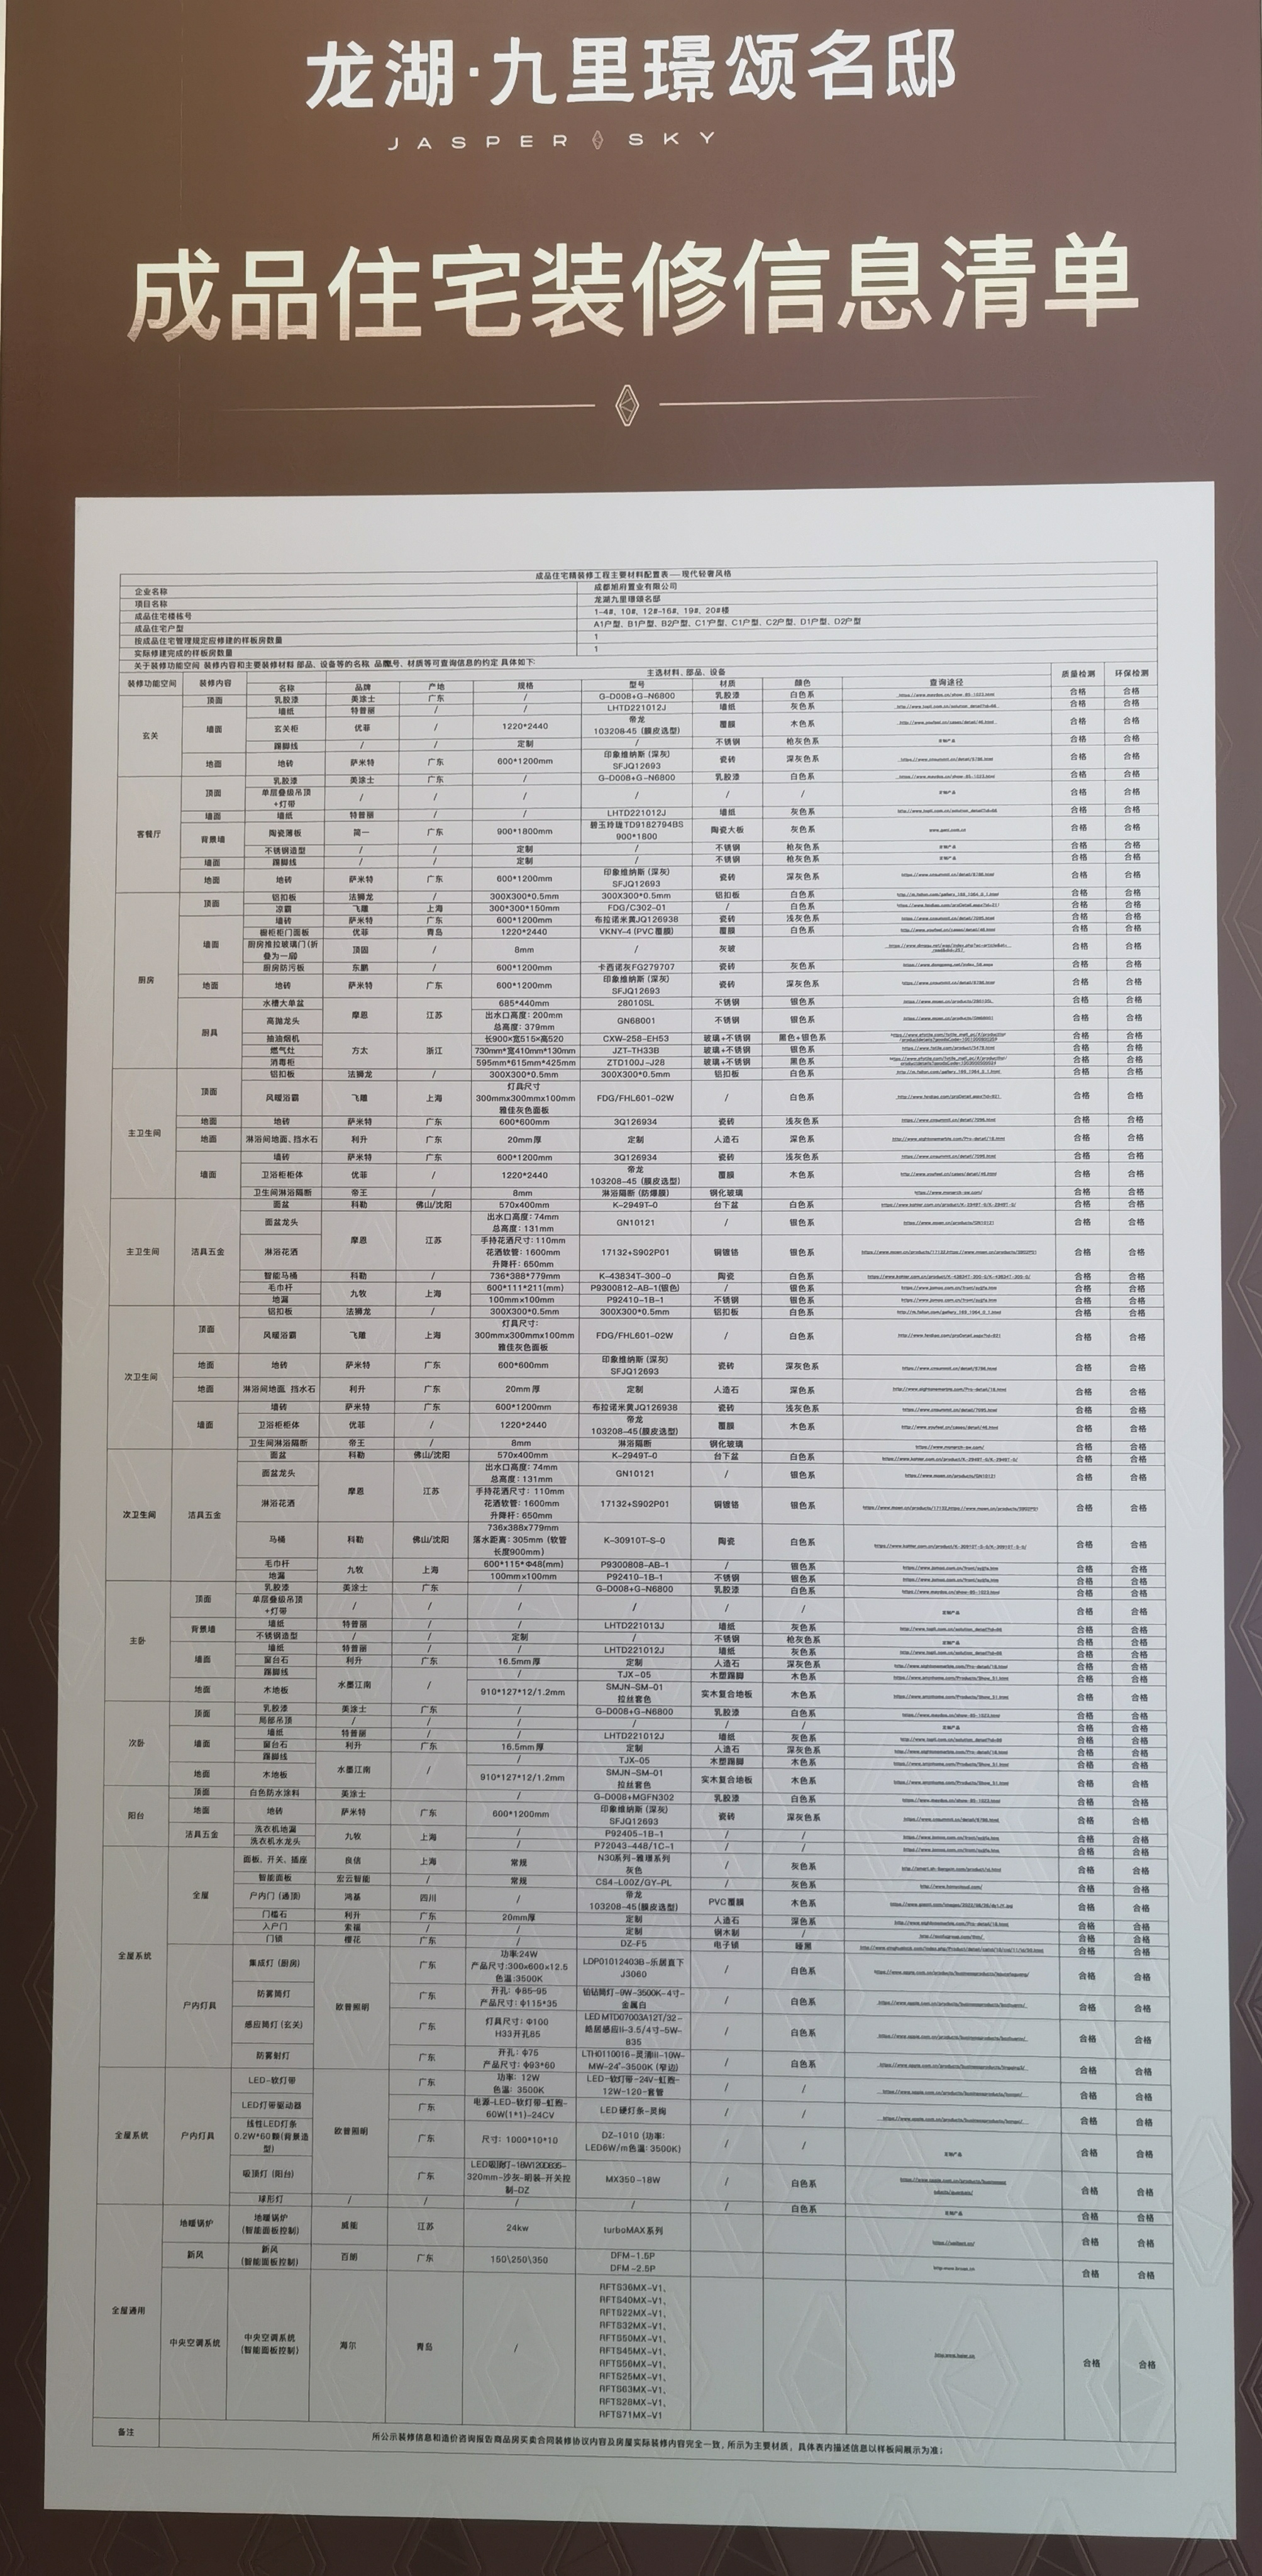 龙湖·九里璟颂名邸
JASPER SKY
成品住宅装修信息清单
成品住宅精装修工程主要材料配置表——现代轻奢风格
企业名称 成都旭府置业有限公司
项目名称 龙湖九里璟颂名邸
成品住宅楼栋号 1-4#、10#、12#-16#、19#、20#楼
成品住宅户型 A1户型、B1户型、B2户型、C1'户型、C1户型、C2户型、D1户型、D2户型
按成品住宅管理规定应修建的样板房数量 1
实际修建完成的样板房数量 1
关于装修功能空间 装修内容和主要装修材料 部品、设备等的名称 品牌、号、材质等可查询信息的约定 具体如下:
装修功能空间 装修内容 主选材料、部品、设备 质量检测 环保检测
名称 品牌 产地 规格 型号 材质 颜色 查询途径
玄关 顶面 乳胶漆 美涂士 广东 / G-D008+G-N6800 乳胶漆 白色系 合格 合格
墙面 墙纸 特普丽 / / LHTD221012J 墙纸 灰色系 合格 合格
玄关柜 优菲 / 1220*2440 帝龙 103208-45 (膜皮选型) 覆膜 木色系 合格 合格
踢脚线 / / 定制 / 不锈钢 枪灰色系 定制产品 合格 合格
地面 地砖 萨米特 广东 600*1200mm 印象维纳斯 (深灰) SFJQ12693 瓷砖 深灰色系 合格 合格
客餐厅 顶面 乳胶漆 美涂士 广东 / G-D008+G-N6800 乳胶漆 白色系 合格 合格
单层叠级吊顶+灯带 / / / / / / 定制产品 合格 合格
墙面 墙纸 特普丽 / / LHTD221012J 墙纸 灰色系 合格 合格
背景墙 陶瓷薄板 简一 广东 900*1800mm 碧玉玲珑TD9182794BS 900*1800 陶瓷大板 灰色系 合格 合格
不锈钢造型 / / 定制 / 不锈钢 枪灰色系 定制产品 合格 合格
墙面 踢脚线 / / 定制 / 不锈钢 枪灰色系 定制产品 合格 合格
地面 地砖 萨米特 广东 600*1200mm 印象维纳斯 (深灰) SFJQ12693 瓷砖 深灰色系 合格 合格
厨房 顶面 铝扣板 法狮龙 / 300X300*0.5mm 300X300*0.5mm 铝扣板 白色系 合格 合格
凉霸 飞雕 上海 300*300*150mm FDG/C302-01 / 白色系 合格 合格
墙面 墙砖 萨米特 广东 600*1200mm 布拉诺米黄JQ126938 瓷砖 浅灰色系 合格 合格
橱柜柜门面板 优菲 青岛 1220*2440 VKNY-4 (PVC覆膜) 覆膜 白色系 合格 合格
厨房推拉玻璃门(折叠为一扇) 顶固 / 8mm / 灰玻 合格 合格
厨房防污板 东鹏 / 600*1200mm 卡西诺灰FG279707 瓷砖 灰色系 合格 合格
地面 地砖 萨米特 广东 600*1200mm 印象维纳斯 (深灰) SFJQ12693 瓷砖 深灰色系 合格 合格
厨具 水槽大单盆 摩恩 江苏 685*440mm 28010SL 不锈钢 银色系 合格 合格
高抛龙头 出水口高度: 200mm 总高度: 379mm GN68001 不锈钢 银色系 合格 合格
抽油烟机 方太 浙江 长900×宽515×高520 CXW-258-EH53 玻璃+不锈钢 黑色+银色系 合格 合格
燃气灶 730mm*宽410mm*130mm JZT-TH33B 玻璃+不锈钢 银色系 合格 合格
消毒柜 595mm*615mm*425mm ZTD100J-J28 玻璃+不锈钢 黑色系 合格 合格
主卫生间 顶面 铝扣板 法狮龙 / 300X300*0.5mm 300X300*0.5mm 铝扣板 白色系 合格 合格
风暖浴霸 飞雕 上海 灯具尺寸 300mmx300mmx100mm 雅佳灰色面板 FDG/FHL601-02W / 白色系 合格 合格
地面 地砖 萨米特 广东 600*600mm 3Q126934 瓷砖 浅灰色系 合格 合格
地面 淋浴间地面、挡水石 利升 广东 20mm厚 定制 人造石 深色系 合格 合格
墙面 墙砖 萨米特 广东 600*1200mm 3Q126934 瓷砖 浅灰色系 合格 合格
卫浴柜柜体 优菲 / 1220*2440 帝龙 103208-45 (膜皮选型) 覆膜 木色系 合格 合格
卫生间淋浴隔断 帝王 / 8mm 淋浴隔断 (防爆膜) 钢化玻璃 合格 合格
主卫生间 洁具五金 面盆 科勒 佛山/沈阳 570x400mm K-2949T-0 台下盆 白色系 合格 合格
面盆龙头 摩恩 江苏 出水口高度: 74mm 总高度: 131mm GN10121 / 银色系 合格 合格
淋浴花洒 手持花洒尺寸: 110mm 花洒软管: 1600mm 升降杆: 650mm 17132+S902P01 铜镀铬 银色系 合格 合格
智能马桶 科勒 / 736*388*779mm K-43834T-300-0 陶瓷 白色系 合格 合格
毛巾杆 九牧 上海 600*111*211(mm) P9300812-AB-1(银色) / 银色系 合格 合格
地漏 100mm×100mm P92410-1B-1 不锈钢 银色系 合格 合格
次卫生间 顶面 铝扣板 法狮龙 / 300X300*0.5mm 300X300*0.5mm 铝扣板 白色系 合格 合格
风暖浴霸 飞雕 上海 灯具尺寸: 300mmx300mmx100mm 雅佳灰色面板 FDG/FHL601-02W / 白色系 合格 合格
地面 地砖 萨米特 广东 600*600mm 印象维纳斯 (深灰) SFJQ12693 瓷砖 深灰色系 合格 合格
地面 淋浴间地面 挡水石 利升 广东 20mm厚 定制 人造石 深色系 合格 合格
墙面 墙砖 萨米特 广东 600*1200mm 布拉诺米黄JQ126938 瓷砖 浅灰色系 合格 合格
卫浴柜柜体 优菲 / 1220*2440 帝龙 103208-45(膜皮选型) 覆膜 木色系 合格 合格
卫生间淋浴隔断 帝王 / 8mm 淋浴隔断 钢化玻璃 合格 合格
次卫生间 洁具五金 面盆 科勒 佛山/沈阳 570x400mm K-2949T-0 台下盆 白色系 合格 合格
面盆龙头 摩恩 江苏 出水口高度: 74mm 总高度: 131mm GN10121 / 银色系 合格 合格
淋浴花洒 手持花洒尺寸: 110mm 花洒软管: 1600mm 升降杆: 650mm 17132+S902P01 铜镀铬 银色系 合格 合格
马桶 科勒 佛山/沈阳 736x388x779mm 落水距离: 305mm (软管长度900mm) K-30910T-S-0 陶瓷 白色系 合格 合格
毛巾杆 九牧 上海 600*115*Φ48(mm) P9300808-AB-1 / 银色系 合格 合格
地漏 100mm×100mm P92410-1B-1 不锈钢 银色系 合格 合格
主卧 顶面 乳胶漆 美涂士 广东 / G-D008+G-N6800 乳胶漆 白色系 合格 合格
单层叠级吊顶+灯带 / / / / / / 定制产品 合格 合格
背景墙 墙纸 特普丽 / / LHTD221013J 墙纸 灰色系 合格 合格
不锈钢造型 / / 定制 / 不锈钢 枪灰色系 定制产品 合格 合格
墙面 墙纸 特普丽 / / LHTD221012J 墙纸 灰色系 合格 合格
窗台石 利升 广东 16.5mm厚 定制 人造石 深灰色系 合格 合格
踢脚线 水墨江南 / / TJX-05 木塑踢脚 木色系 合格 合格
地面 木地板 910*127*12/1.2mm SMJN-SM-01 拉丝套色 实木复合地板 木色系 合格 合格
次卧 顶面 乳胶漆 美涂士 广东 / G-D008+G-N6800 乳胶漆 白色系 合格 合格
局部吊顶 / / / / / / 定制产品 合格 合格
墙面 墙纸 特普丽 / / LHTD221012J 墙纸 灰色系 合格 合格
窗台石 利升 广东 16.5mm厚 定制 人造石 深灰色系 合格 合格
踢脚线 水墨江南 / / TJX-05 木塑踢脚 木色系 合格 合格
地面 木地板 910*127*12/1.2mm SMJN-SM-01 拉丝套色 实木复合地板 木色系 合格 合格
阳台 顶面 白色防水涂料 美涂士 / G-D008+MGFN302 乳胶漆 白色系 合格 合格
地面 地砖 萨米特 广东 600*1200mm 印象维纳斯 (深灰) SFJQ12693 瓷砖 深灰色系 合格 合格
洁具五金 洗衣机地漏 九牧 上海 / P92405-1B-1 / / 合格 合格
洗衣机水龙头 / P72043-448/1C-1 / / 合格 合格
全屋系统 全屋 面板、开关、插座 良信 上海 常规 N30系列-雅璟系列 灰色 / 灰色系 合格 合格
智能面板 宏云智能 / 常规 CS4-L00Z/GY-PL / 灰色系 合格 合格
户内门 (通顶) 鸿基 四川 / 帝龙 103208-45(膜皮选型) PVC覆膜 木色系 合格 合格
门槛石 利升 广东 20mm厚 定制 人造石 深色系 合格 合格
入户门 索福 / / 定制 钢木制 / 合格 合格
门锁 樱花 广东 / DZ-F5 电子锁 哑黑 合格 合格
户内灯具 集成灯 (厨房) 欧普照明 广东 功率:24W 产品尺寸:300x600×12.5 色温:3500K LDP01012403B-乐居直下 J3060 / 白色系 合格 合格
防雾筒灯 广东 开孔: Φ85-95 产品尺寸: Φ115*35 铂钻筒灯-9W-3500K-4寸-金属白 / 白色系 合格 合格
感应筒灯 (玄关) 广东 灯具尺寸: Φ100 H33开孔85 LED MTD07003A12T/32-皓居感应II-3.5/4寸-5W-835 / 白色系 合格 合格
防雾射灯 广东 开孔: Φ75 产品尺寸: Φ93*60 LTH0110016-灵清III-10W-MW-24°-3500K (窄边) / 白色系 合格 合格
全屋系统 户内灯具 LED-软灯带 欧普照明 广东 功率: 12W 色温: 3500K LED-软灯带-24V-虹煦-12W-120-套管 / / 合格 合格
LED灯带驱动器 广东 电源-LED-软灯带-虹煦-60W(1*1)-24CV LED硬灯条-灵绚 / / 合格 合格
线性LED灯条 0.2W*60颗(背景造型) 广东 尺寸: 1000*10*10 DZ-1010 (功率: LED6W/m色温: 3500K) / / 定制产品 合格 合格
吸顶灯 (阳台) 广东 320mm-沙灰-明装-开关控制-DZ MX350-18W / 白色系 合格 合格
球形灯 / / / / / 白色系 定制产品 合格 合格
全屋通用 地暖锅炉 地暖锅炉 (智能面板控制) 威能 江苏 24kw turboMAX系列 合格 合格
新风 新风 (智能面板控制) 百朗 广东 150\250\350 DFM-1.5P DFM-2.5P 合格 合格
中央空调系统 中央空调系统 (智能面板控制) 海尔 青岛 / 合格 合格
RFTS36MX-V1、
RFTS40MX-V1、
RFTS22MX-V1、
RFTS32MX-V1、
RFTS50MX-V1、
RFTS45MX-V1、
RFTS56MX-V1、
RFTS25MX-V1、
RFTS63MX-V1、
RFTS28MX-V1、
RFTS71MX-V1
备注 所公示装修信息和造价咨询报告商品房买卖合同装修协议内容及房屋实际装修内容完全一致，所示为主要材质，具体表内描述信息以样板间展示为准；